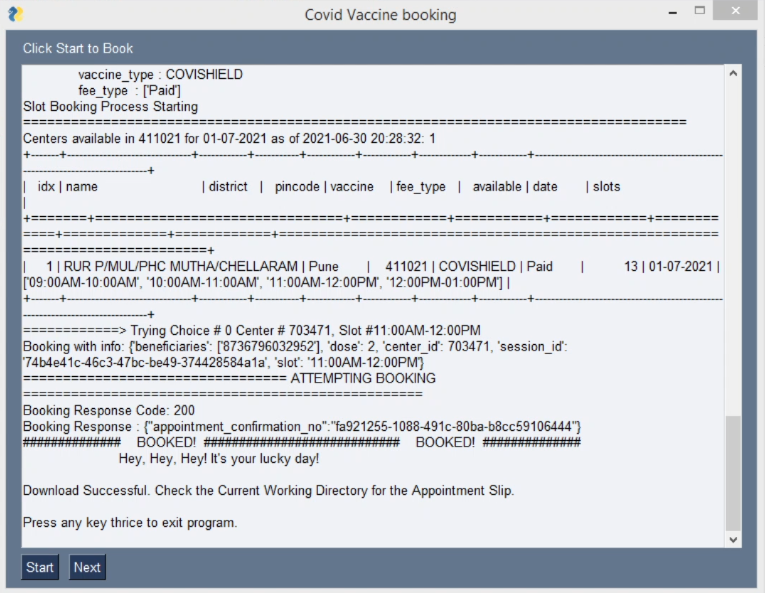 Covid Vaccine booking
Click Start to Book
vaccine_type : COVISHIELD
fee_type : ['Paid']
Slot Booking Process Starting
================================================================================
Centers available in 411021 for 01-07-2021 as of 2021-06-30 20:28:32: 1
+-------+------------------------------+------------+-----------+------------+------------+-------------+------------+----------------------------------------------
-------------------------------+
| idx | name | district | pincode | vaccine | fee_type | available | date | slots
|
+=======+==============================+============+===========+============+========
====+=============+============+=====================================================
======================+
| 1 | RUR P/MUL/PHC MUTHA/CHELLARAM | Pune | 411021 | COVISHIELD | Paid | 13 | 01-07-2021 |
['09:00AM-10:00AM', '10:00AM-11:00AM', '11:00AM-12:00PM', '12:00PM-01:00PM'] |
+-------+------------------------------+------------+-----------+------------+------------+-------------+------------+----------------------------------------------
-------------------------------+
============> Trying Choice # 0 Center # 703471, Slot #11:00AM-12:00PM
Booking with info: {'beneficiaries': ['8736796032952'], 'dose': 2, 'center_id': 703471, 'session_id':
'74b4e41c-46c3-47bc-be49-374428584a1a', 'slot': '11:00AM-12:00PM'}
================================ ATTEMPTING BOOKING
================================================
Booking Response Code: 200
Booking Response : {"appointment_confirmation_no":"fa921255-1088-491c-80ba-b8cc59106444"}
############## BOOKED! ############################ BOOKED! ##############
Hey, Hey, Hey! It's your lucky day!
Download Successful. Check the Current Working Directory for the Appointment Slip.
Press any key thrice to exit program.
Start Next